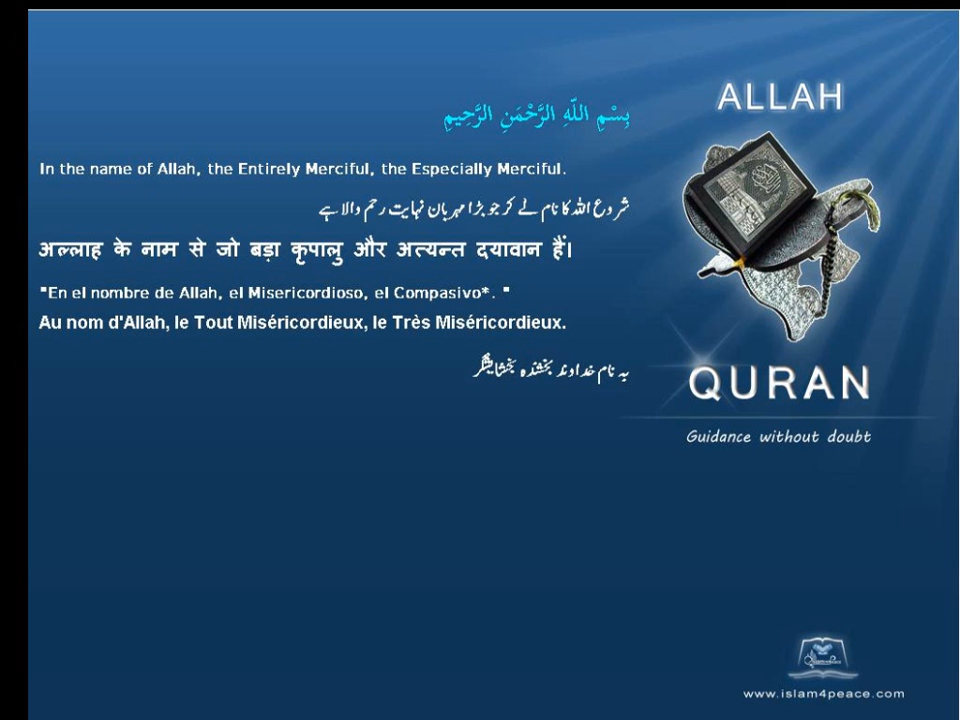 بِسْمِ اللّهِ الرَّحْمَنِ الرَّحِيمِ
In the name of Allah, the Entirely Merciful, the Especially Merciful.
شروع اللہ کا نام لے کر جو بڑا مہربان نہایت رحم والا ہے
अल्लाह के नाम से जो बड़ा कृपालु और अत्यन्त दयावान हैं।
"En el nombre de Allah, el Misericordioso, el Compasivo*. "
Au nom d'Allah, le Tout Miséricordieux, le Très Miséricordieux.
به نام خداوند بخشنده بخشایشگر
ALLAH
QURAN
Guidance without doubt
www.islam4peace.com